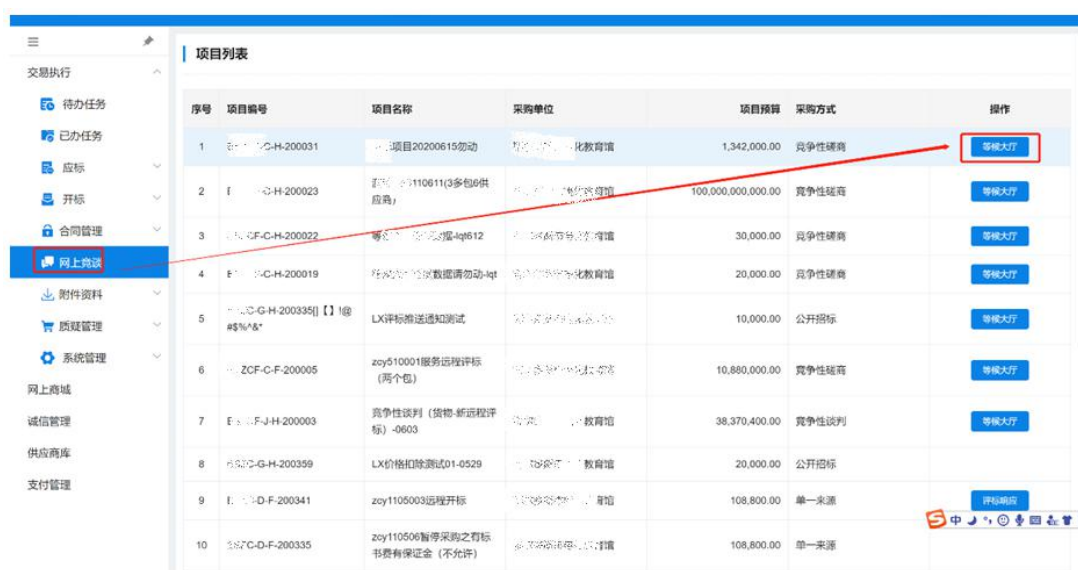 项目列表
交易执行
待办任务
已办任务
应标
开标
合同管理
网上竞谈
附件资料
质疑管理
系统管理
网上商城
诚信管理
供应商库
支付管理
序号 项目编号 项目名称 采购单位 项目预算 采购方式 操作
1 C-H-200031 项目20200615勿动 化教育馆 1,342,000.00 竞争性磋商 等候大厅
2 C-H-200023 110611(3多包6供
应商) 100,000,000,000.00 竞争性磋商 等候大厅
3 CF-C-H-200022 据-lqt612 30,000.00 竞争性磋商 等候大厅
4 C-H-200019 数据请勿动-lqt 化教育馆 20,000.00 竞争性磋商 等候大厅
5 C-G-H-200335[]【】!@
#$%^&* LX评标推送通知测试 10,000.00 公开招标 等候大厅
6 ZCF-C-F-200005 zcy510001服务远程评标
（两个包） 10,880,000.00 竞争性磋商 等候大厅
7 F-J-H-200003 竞争性谈判（货物-新远程评
标）-0603 教育馆 38,370,400.00 竞争性谈判 等候大厅
8 C-G-H-200359 LX价格扣除测试01-0529 教育馆 20,000.00 公开招标
9 D-F-200341 zcy1105003远程开标 108,800.00 单一来源 评标响应
10 C-D-F-200335 zcy110506暂停采购之有标
书费有保证金（不允许） 108,800.00 单一来源
中